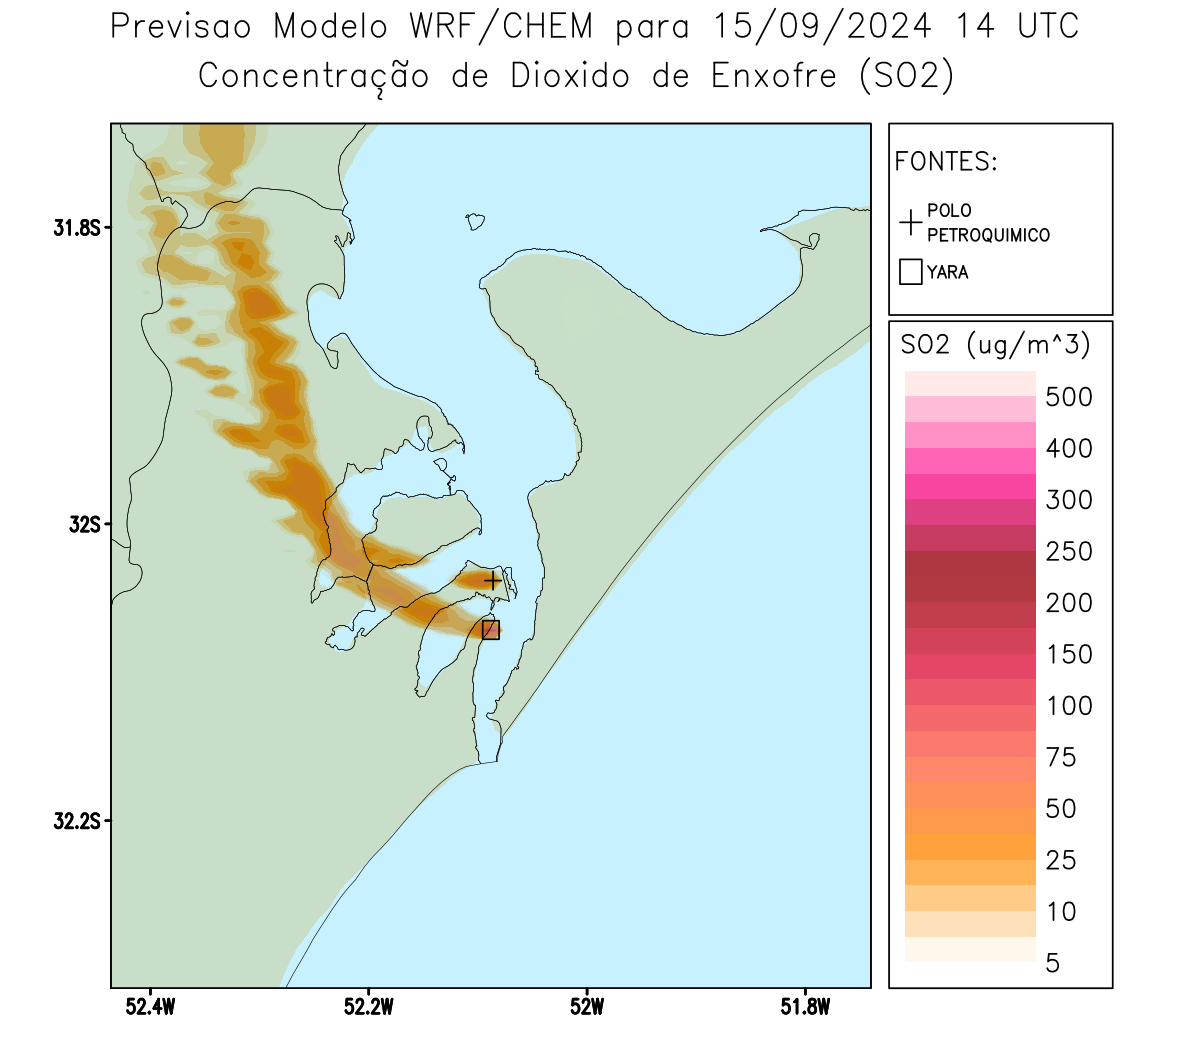 Previsao Modelo WRF/CHEM para 15/09/2024 14 UTC
Concentração de Dioxido de Enxofre (SO2)
FONTES:
POLO
PETROQUIMICO
YARA
SO2 (ug/m^3)
500
400
300
250
200
150
100
75
50
25
10
5
31.8S
32S
32.2S
52.4W
52.2W
52W
51.8W